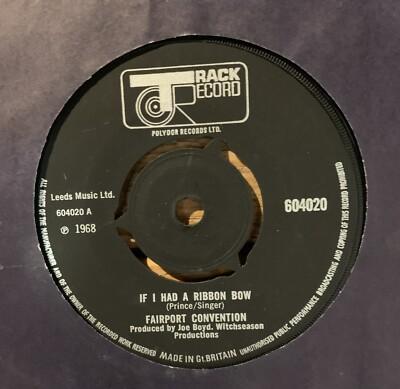 TRACK
RECORD
POLYDOR RECORDS LTD.
Leeds Music Ltd.
604020 A
℗ 1968
604020
IF I HAD A RIBBON BOW
(Prince/Singer)
FAIRPORT CONVENTION
Produced by Joe Boyd. Witchseason
Productions
ALL RIGHTS OF THE MANUFACTURER AND OF THE OWNER OF THE RECORDED WORK RESERVED
UNAUTHORISED PUBLIC PERFORMANCE BROADCASTING AND COPYING OF THIS RECORD PROHIBITED
MADE IN Gt. BRITAIN